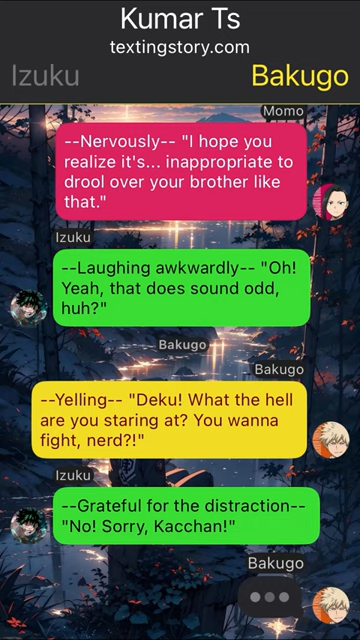 Kumar Ts
textingstory.com
Izuku Bakugo
Momo
--Nervously-- "I hope you
realize it's... inappropriate to
drool over your brother like
that."
Izuku
--Laughing awkwardly-- "Oh!
Yeah, that does sound odd,
huh?"
Bakugo
Bakugo
--Yelling-- "Deku! What the hell
are you staring at? You wanna
fight, nerd?!"
Izuku
--Grateful for the distraction--
"No! Sorry, Kacchan!"
Bakugo